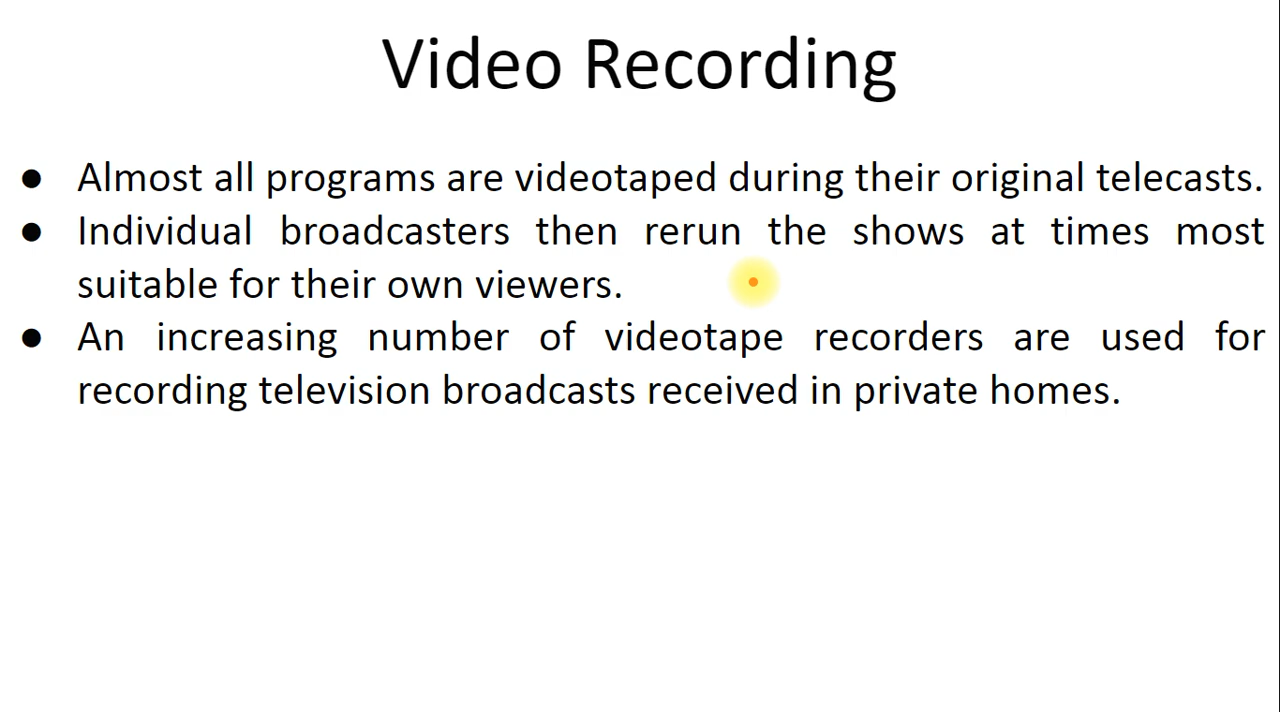 Video Recording
● Almost all programs are videotaped during their original telecasts.
● Individual broadcasters then rerun the shows at times most
suitable for their own viewers.
● An increasing number of videotape recorders are used for
recording television broadcasts received in private homes.